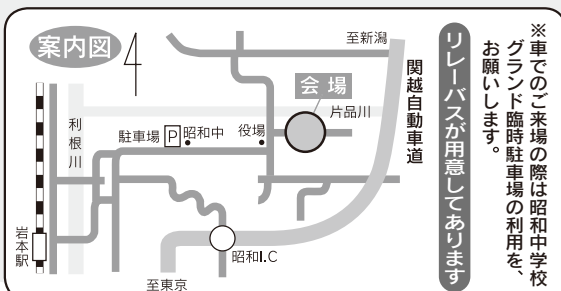 ※車でのご来場の際は昭和中学校
グランド臨時駐車場の利用を、
お願いします。
リレーバスが用意してあります
案内図
4
至新潟
関越自動車道
会場
片品川
利根川
駐車場
P
昭和中
役場
岩本駅
昭和I.C
至東京